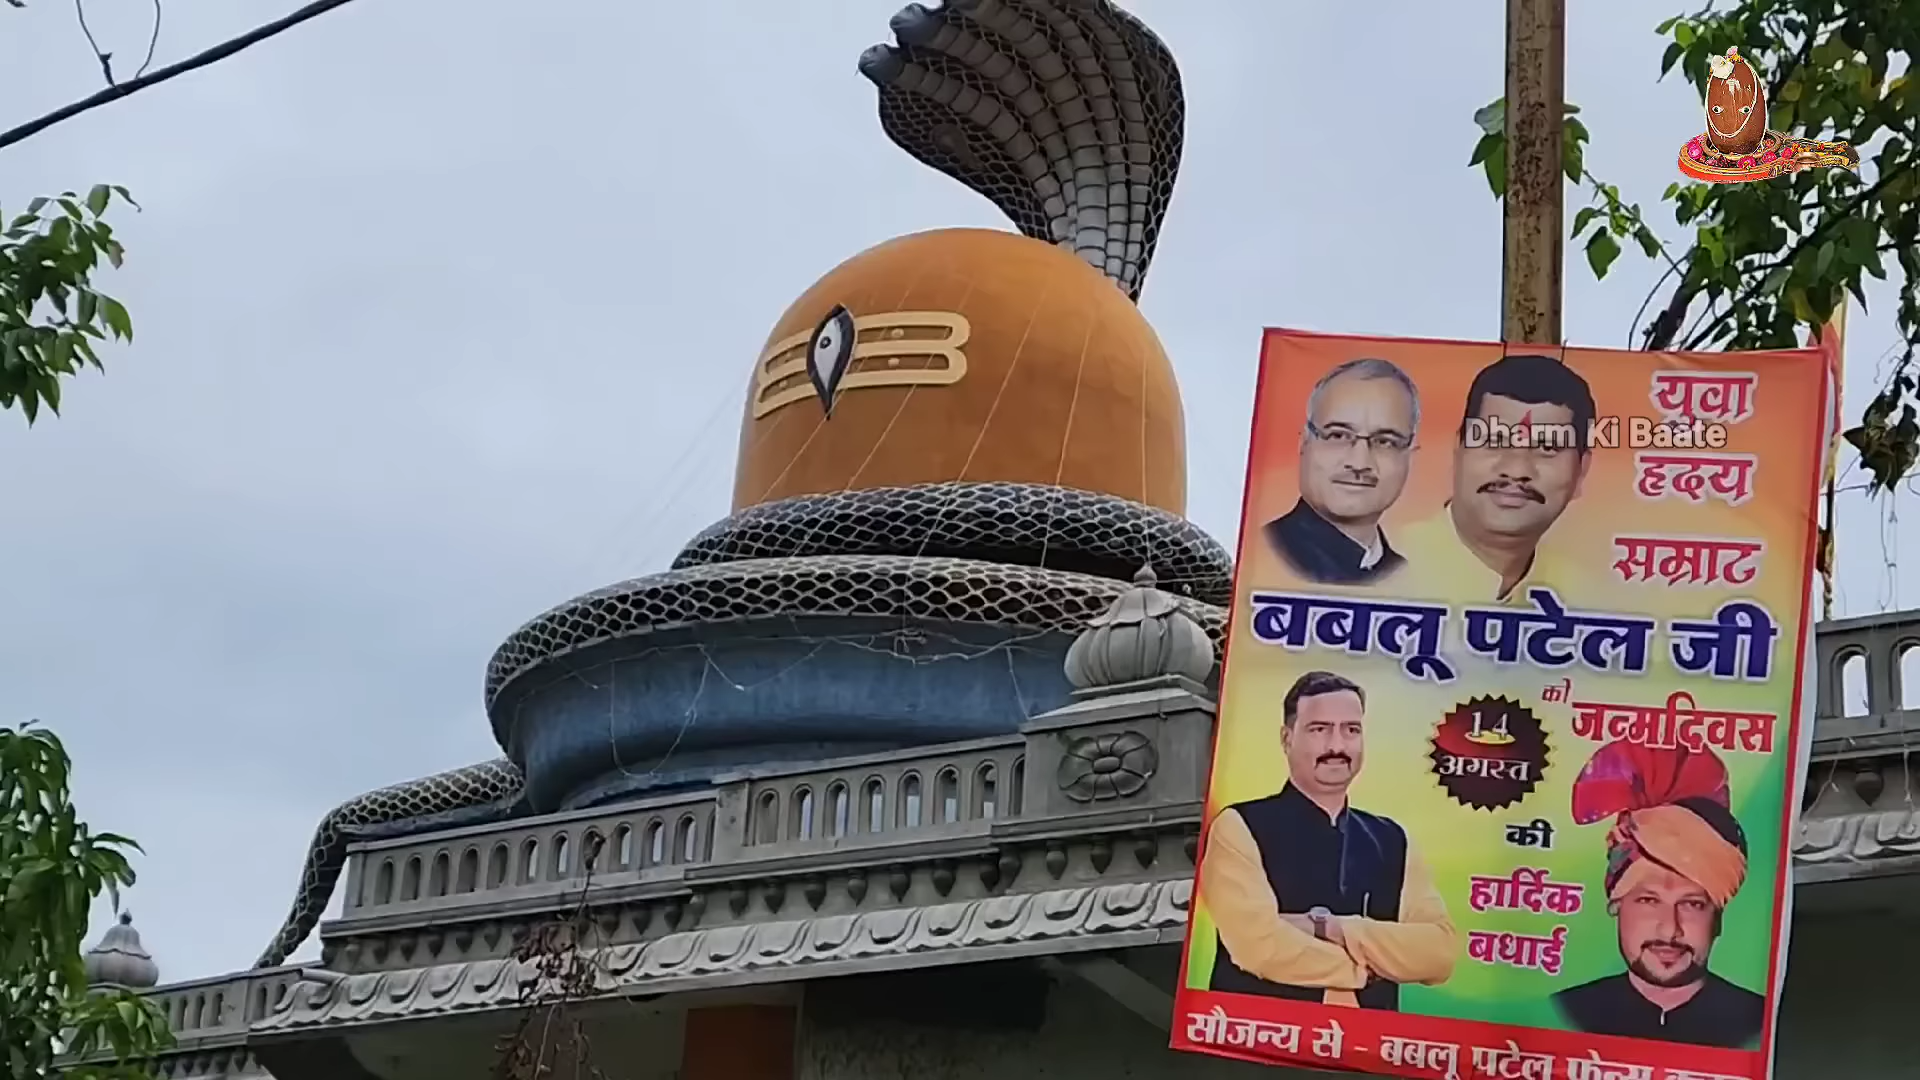 युवा
Dharm Ki Baate
हृदय
सम्राट
बबलू पटेल जी
को जन्मदिवस
14
अगस्त
की
हार्दिक
बधाई
सौजन्य से - बबलू पटेल फेन्स